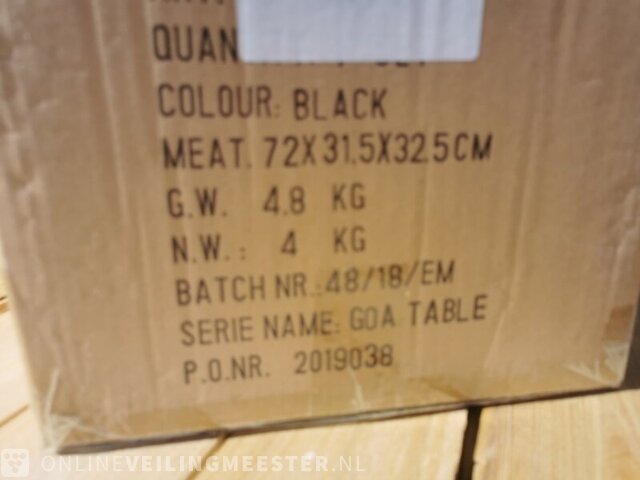 QUAN
COLOUR: BLACK
MEAT. 72X31.5X32.5CM
G.W. 4.8 KG
N.W.: 4 KG
BATCH NR.:48/18/EM
SERIE NAME: GOA TABLE
P.O.NR. 2019038
ONLINEVEILINGMEESTER.NL